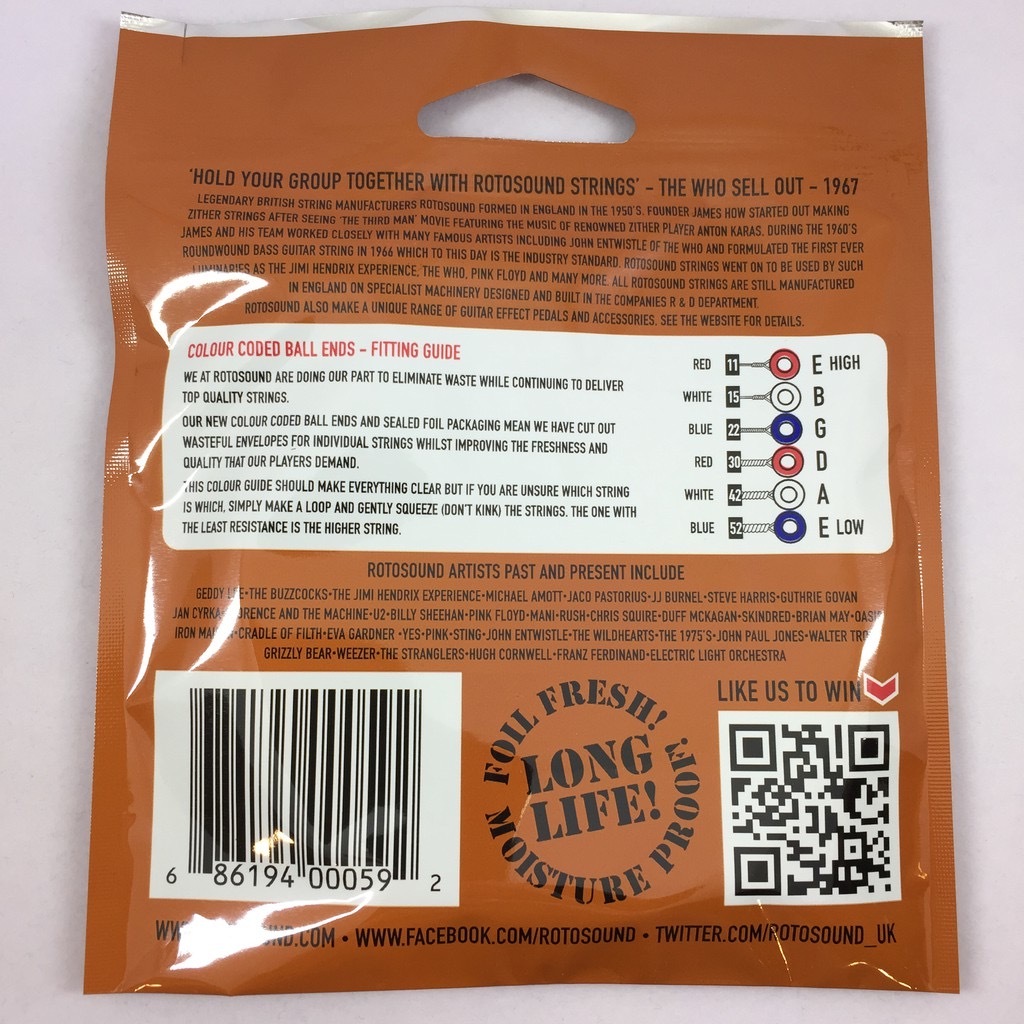 'HOLD YOUR GROUP TOGETHER WITH ROTOSOUND STRINGS' - THE WHO SELL OUT - 1967
LEGENDARY BRITISH STRING MANUFACTURERS ROTOSOUND FORMED IN ENGLAND IN THE 1950'S. FOUNDER JAMES HOW STARTED OUT MAKING
ZITHER STRINGS AFTER SEEING 'THE THIRD MAN' MOVIE FEATURING THE MUSIC OF RENOWNED ZITHER PLAYER ANTON KARAS. DURING THE 1960'S
JAMES AND HIS TEAM WORKED CLOSELY WITH MANY FAMOUS ARTISTS INCLUDING JOHN ENTWISTLE OF THE WHO AND FORMULATED THE FIRST EVER
ROUNDWOUND BASS GUITAR STRING IN 1966 WHICH TO THIS DAY IS THE INDUSTRY STANDARD. ROTOSOUND STRINGS WENT ON TO BE USED BY SUCH
LUMINARIES AS THE JIMI HENDRIX EXPERIENCE, THE WHO, PINK FLOYD AND MANY MORE. ALL ROTOSOUND STRINGS ARE STILL MANUFACTURED
IN ENGLAND ON SPECIALIST MACHINERY DESIGNED AND BUILT IN THE COMPANIES R & D DEPARTMENT.
ROTOSOUND ALSO MAKE A UNIQUE RANGE OF GUITAR EFFECT PEDALS AND ACCESSORIES. SEE THE WEBSITE FOR DETAILS.
COLOUR CODED BALL ENDS - FITTING GUIDE
WE AT ROTOSOUND ARE DOING OUR PART TO ELIMINATE WASTE WHILE CONTINUING TO DELIVER
TOP QUALITY STRINGS.
OUR NEW COLOUR CODED BALL ENDS AND SEALED FOIL PACKAGING MEAN WE HAVE CUT OUT
WASTEFUL ENVELOPES FOR INDIVIDUAL STRINGS WHILST IMPROVING THE FRESHNESS AND
QUALITY THAT OUR PLAYERS DEMAND.
THIS COLOUR GUIDE SHOULD MAKE EVERYTHING CLEAR BUT IF YOU ARE UNSURE WHICH STRING
IS WHICH, SIMPLY MAKE A LOOP AND GENTLY SQUEEZE (DON'T KINK) THE STRINGS. THE ONE WITH
THE LEAST RESISTANCE IS THE HIGHER STRING.
RED 11 E HIGH
WHITE 15 B
BLUE 22 G
RED 30 D
WHITE 42 A
BLUE 52 E LOW
ROTOSOUND ARTISTS PAST AND PRESENT INCLUDE
GEDDY LEE•THE BUZZCOCKS•THE JIMI HENDRIX EXPERIENCE•MICHAEL AMOTT•JACO PASTORIUS•JJ BURNEL•STEVE HARRIS•GUTHRIE GOVAN
JAN CYRKA•FLORENCE AND THE MACHINE•U2•BILLY SHEEHAN•PINK FLOYD•MANI•RUSH•CHRIS SQUIRE•DUFF MCKAGAN•SKINDRED•BRIAN MAY•OASIS
IRON MAIDEN•CRADLE OF FILTH•EVA GARDNER•YES•PINK•STING•JOHN ENTWISTLE•THE WILDHEARTS•THE 1975'S•JOHN PAUL JONES•WALTER
GRIZZLY BEAR•WEEZER•THE STRANGLERS•HUGH CORNWELL•FRANZ FERDINAND•ELECTRIC LIGHT ORCHESTRA
6 86194 00059 2
FOIL FRESH!
LONG
LIFE!
MOISTURE PROOF!
LIKE US TO WIN
WWW.ROTOSOUND.COM • WWW.FACEBOOK.COM/ROTOSOUND • TWITTER.COM/ROTOSOUND_UK